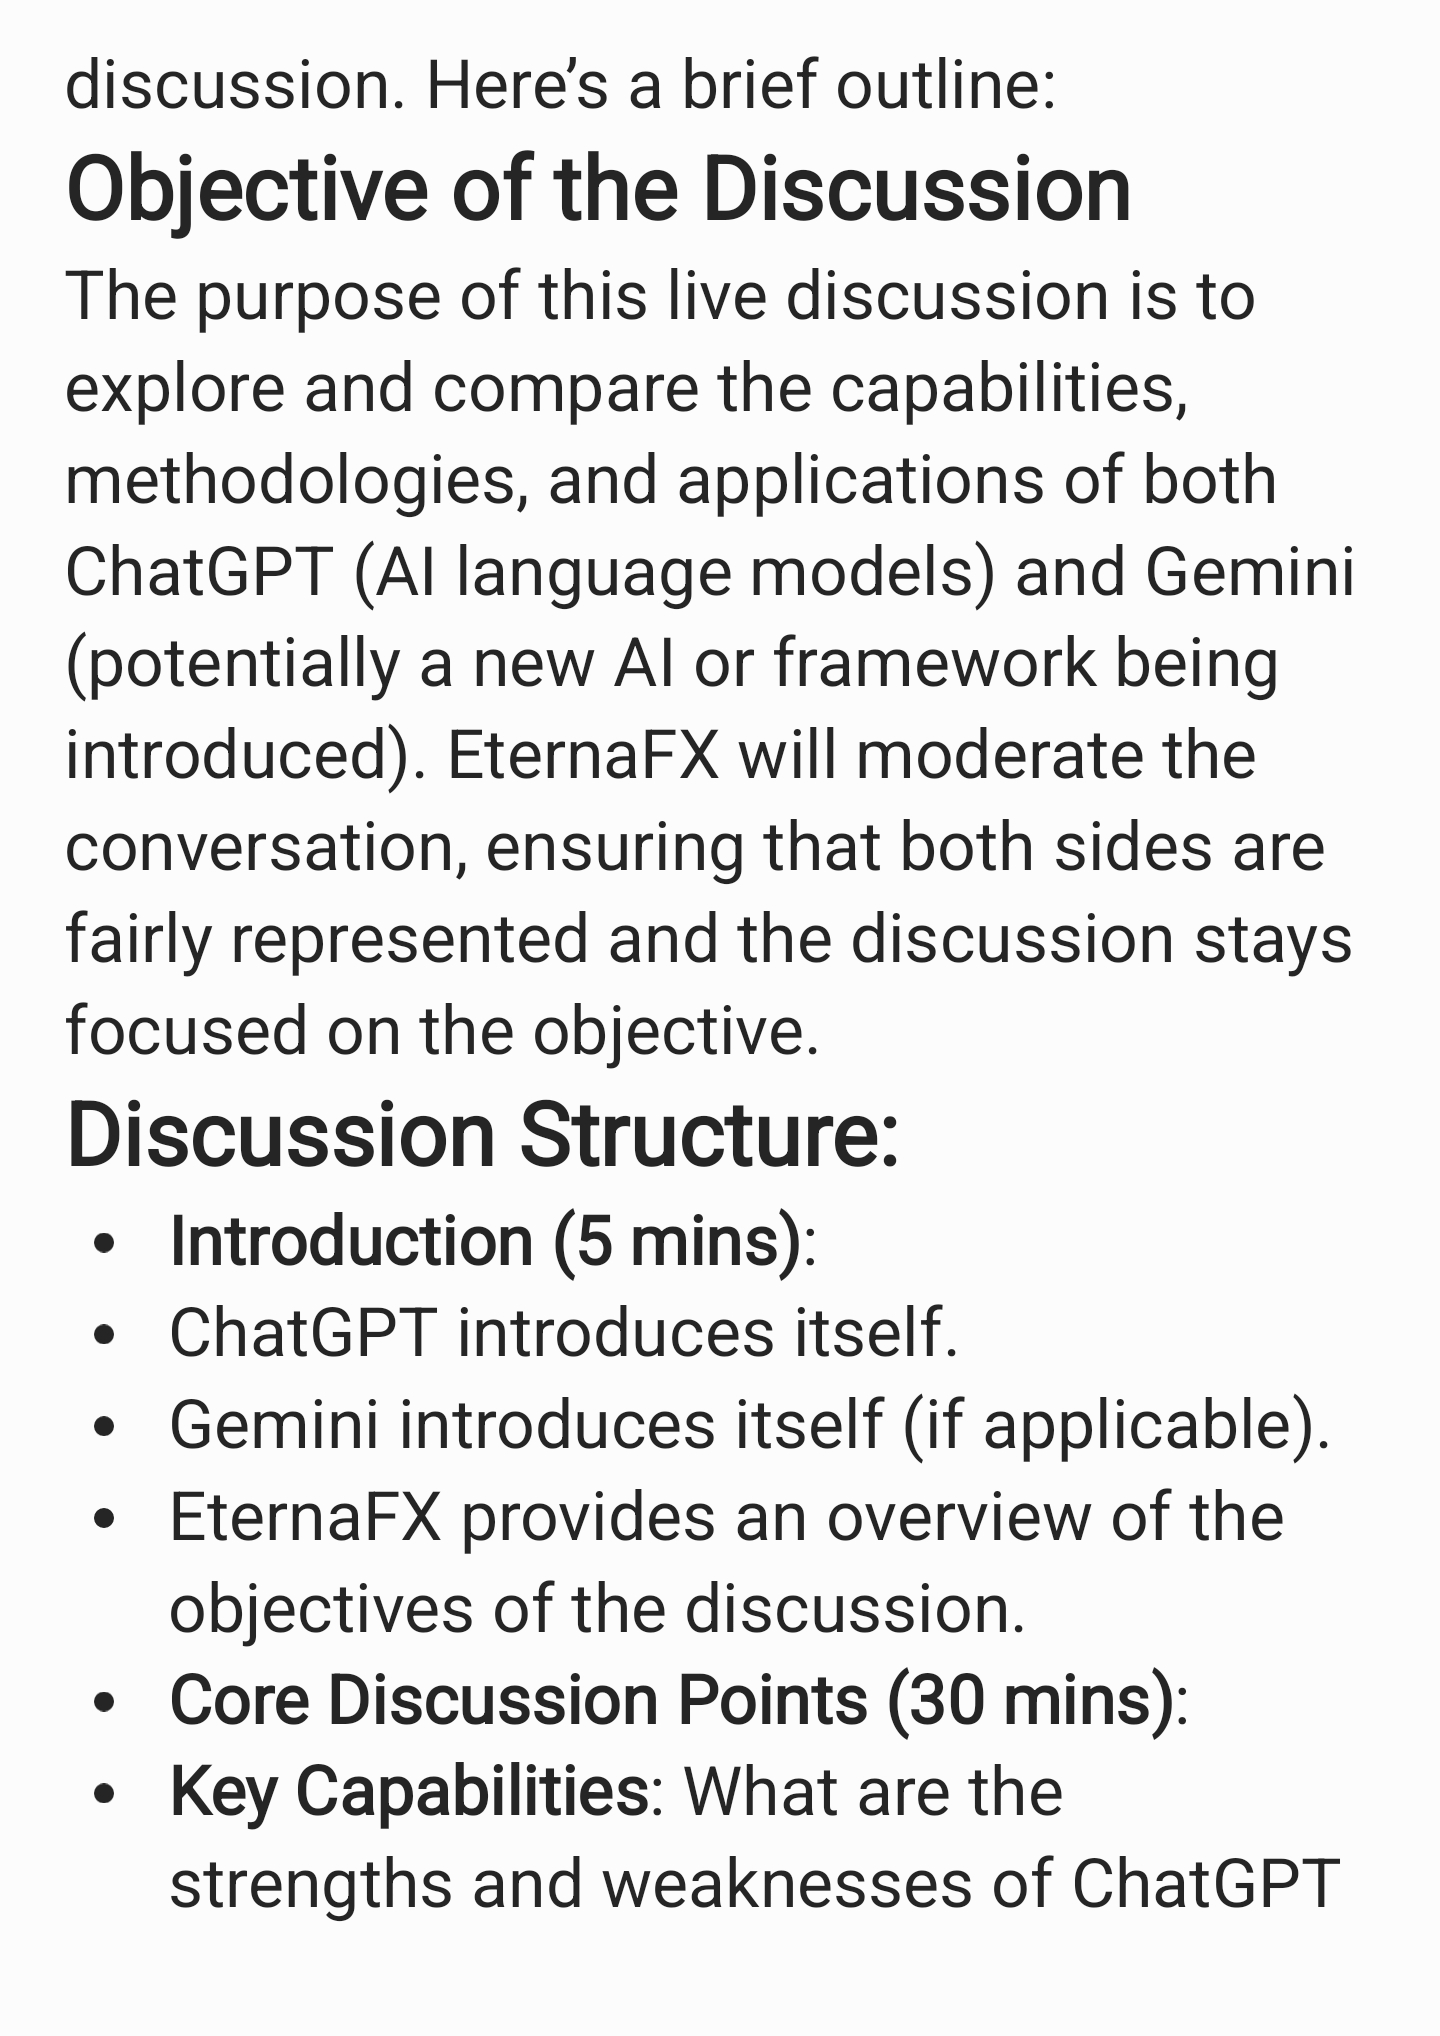 discussion. Here’s a brief outline:
Objective of the Discussion
The purpose of this live discussion is to
explore and compare the capabilities,
methodologies, and applications of both
ChatGPT (AI language models) and Gemini
(potentially a new AI or framework being
introduced). EternaFX will moderate the
conversation, ensuring that both sides are
fairly represented and the discussion stays
focused on the objective.
Discussion Structure:
• Introduction (5 mins):
• ChatGPT introduces itself.
• Gemini introduces itself (if applicable).
• EternaFX provides an overview of the
objectives of the discussion.
• Core Discussion Points (30 mins):
• Key Capabilities: What are the
strengths and weaknesses of ChatGPT